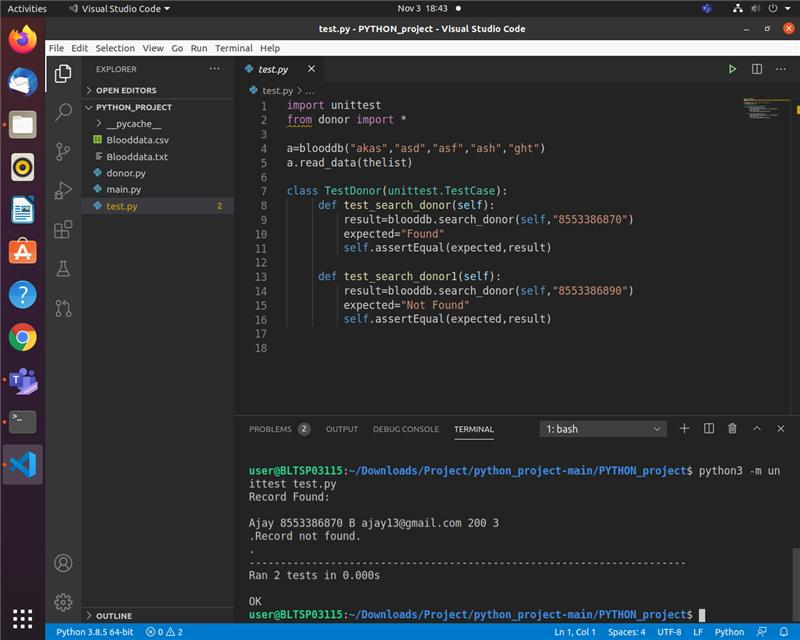 Activities Visual Studio Code Nov 3 18:43
test.py - PYTHON_project - Visual Studio Code
File Edit Selection View Go Run Terminal Help
EXPLORER
OPEN EDITORS
PYTHON_PROJECT
__pycache__
Blooddata.csv
Blooddata.txt
donor.py
main.py
test.py 2
OUTLINE
test.py
test.py > ...
1 import unittest
2 from donor import *
3
4 a=blooddb("akas","asd","asf","ash","ght")
5 a.read_data(thelist)
6
7 class TestDonor(unittest.TestCase):
8 def test_search_donor(self):
9 result=blooddb.search_donor(self,"8553386870")
10 expected="Found"
11 self.assertEqual(expected,result)
12
13 def test_search_donor1(self):
14 result=blooddb.search_donor(self,"8553386890")
15 expected="Not Found"
16 self.assertEqual(expected,result)
17
18
PROBLEMS 2 OUTPUT DEBUG CONSOLE TERMINAL 1: bash
user@BLTSP03115:~/Downloads/Project/python_project-main/PYTHON_project$ python3 -m un
ittest test.py
Record Found:
Ajay 8553386870 B ajay13@gmail.com 200 3
.Record not found.
.
----------------------------------------------------------------------
Ran 2 tests in 0.000s
OK
user@BLTSP03115:~/Downloads/Project/python_project-main/PYTHON_project$
Python 3.8.5 64-bit 0 2 Ln 1, Col 1 Spaces: 4 UTF-8 LF Python